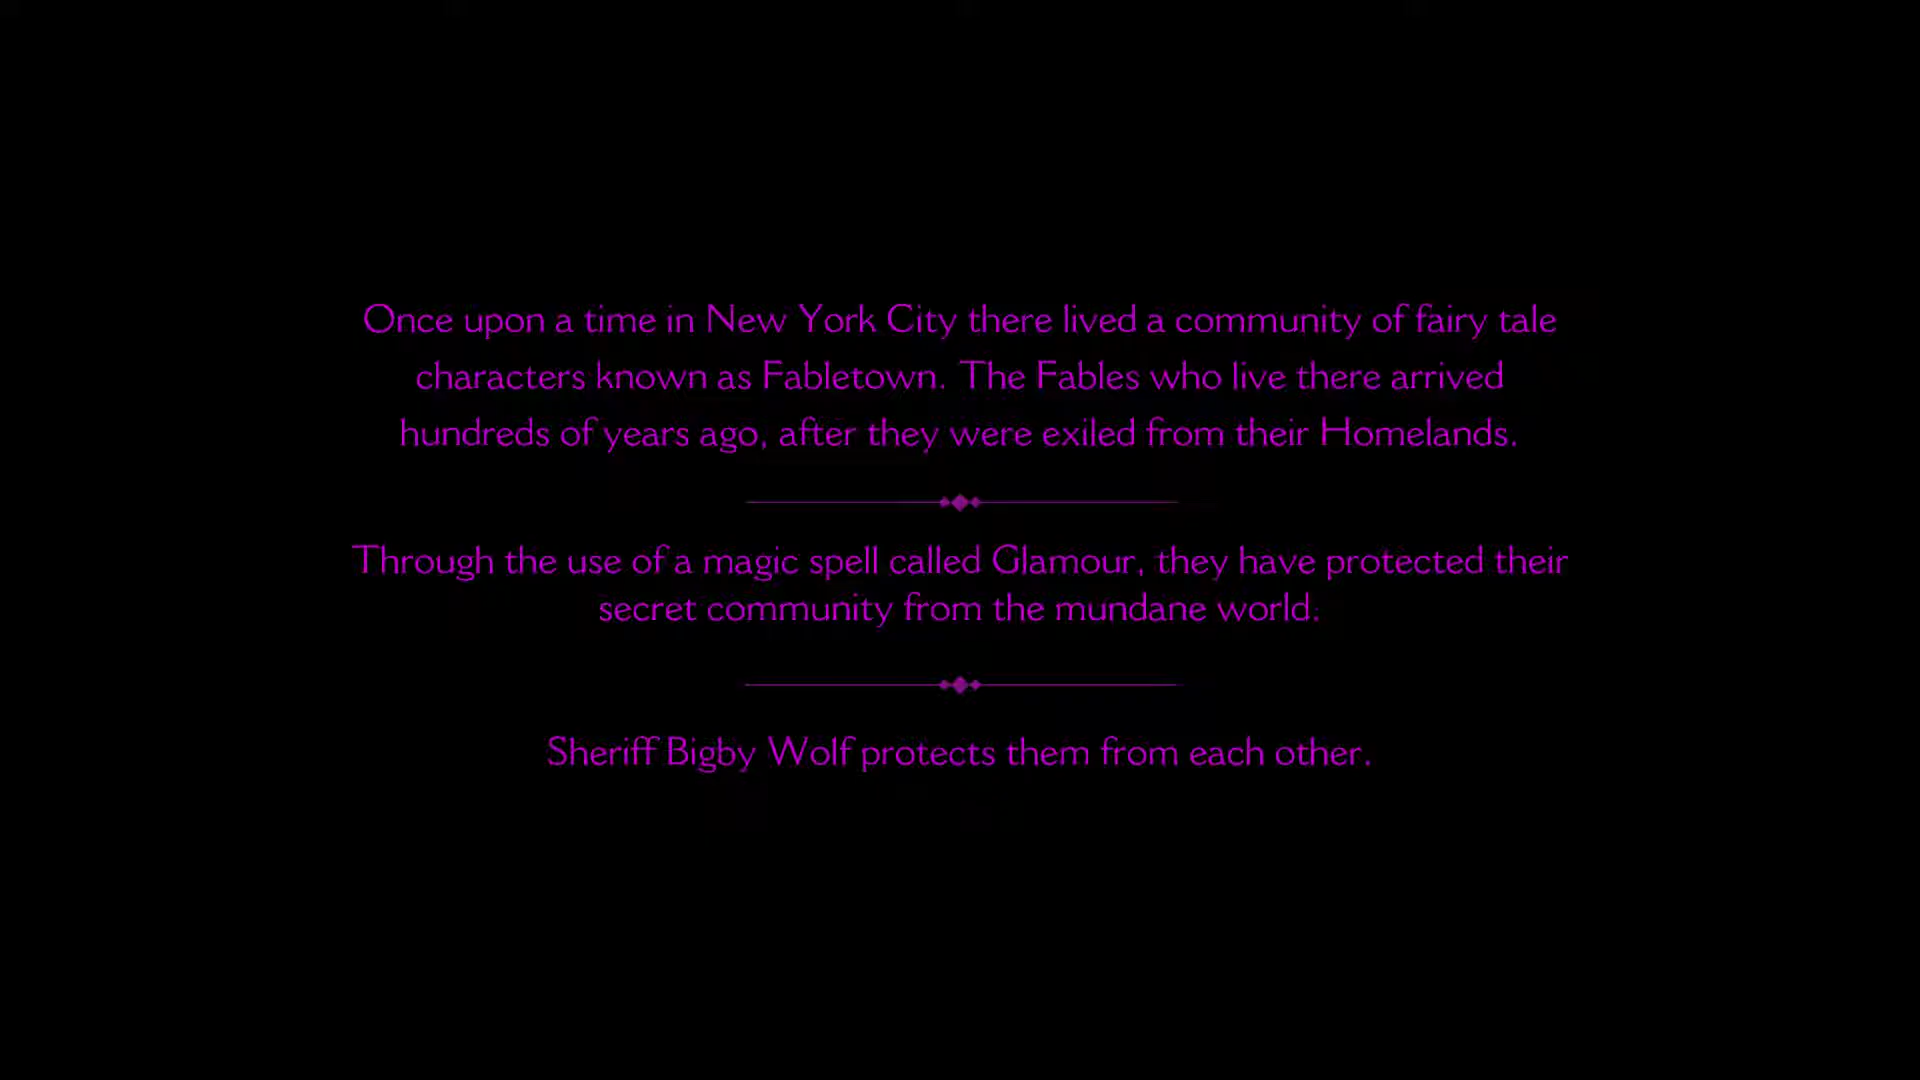 Once upon a time in New York City there lived a community of fairy tale
characters known as Fabletown. The Fables who live there arrived
hundreds of years ago, after they were exiled from their Homelands.
Through the use of a magic spell called Glamour, they have protected their
secret community from the mundane world.
Sheriff Bigby Wolf protects them from each other.